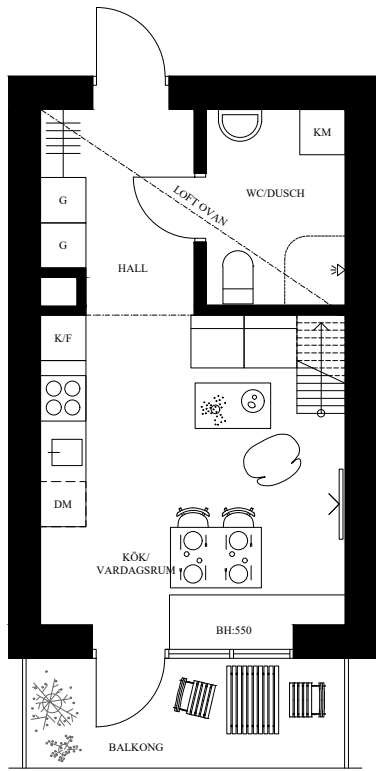 KM
G
LOFT OVAN
WC/DUSCH
G
HALL
K/F
DM
KÖK/
VARDAGSRUM
BH:550
BALKONG